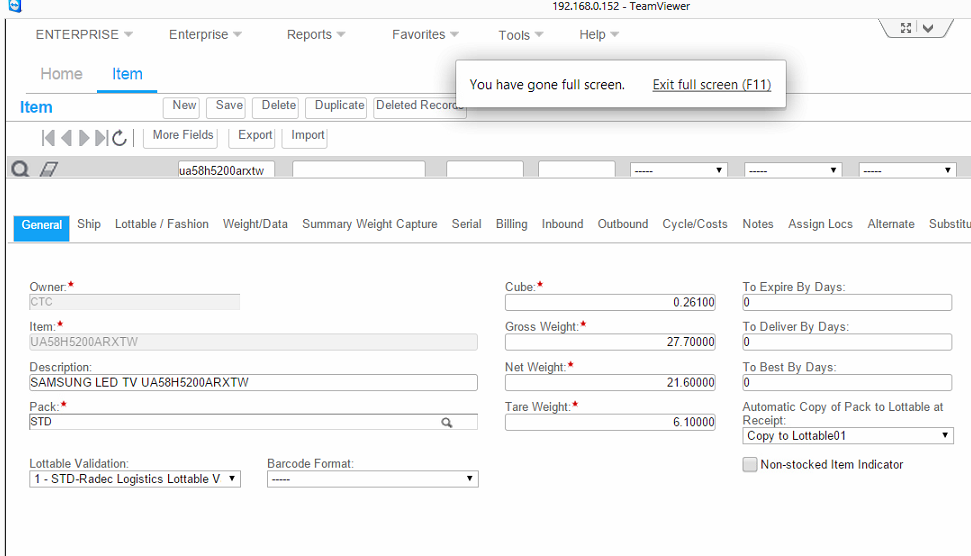 192.168.0.152 - TeamViewer
ENTERPRISE Enterprise Reports Favorites Tools Help
Home Item
You have gone full screen. Exit full screen (F11)
Item New Save Delete Duplicate Deleted Records
More Fields Export Import
ua58h5200arxtw ----- ----- -----
General Ship Lottable / Fashion Weight/Data Summary Weight Capture Serial Billing Inbound Outbound Cycle/Costs Notes Assign Locs Alternate Substitu
Owner:* Cube:* To Expire By Days:
CTC 0.26100 0
Item:* Gross Weight:* To Deliver By Days:
UA58H5200ARXTW 27.70000 0
Description: Net Weight:* To Best By Days:
SAMSUNG LED TV UA58H5200ARXTW 21.60000 0
Pack:* Tare Weight:* Automatic Copy of Pack to Lottable at
STD 6.10000 Receipt:
Copy to Lottable01
Lottable Validation: Barcode Format: Non-stocked Item Indicator
1 - STD-Radec Logistics Lottable V -----